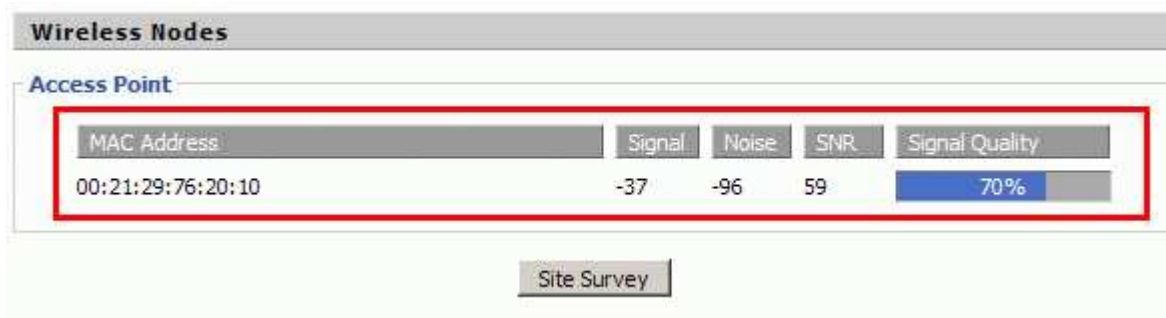 Wireless Nodes
Access Point
MAC Address Signal Noise SNR Signal Quality
00:21:29:76:20:10 -37 -96 59 70%
Site Survey